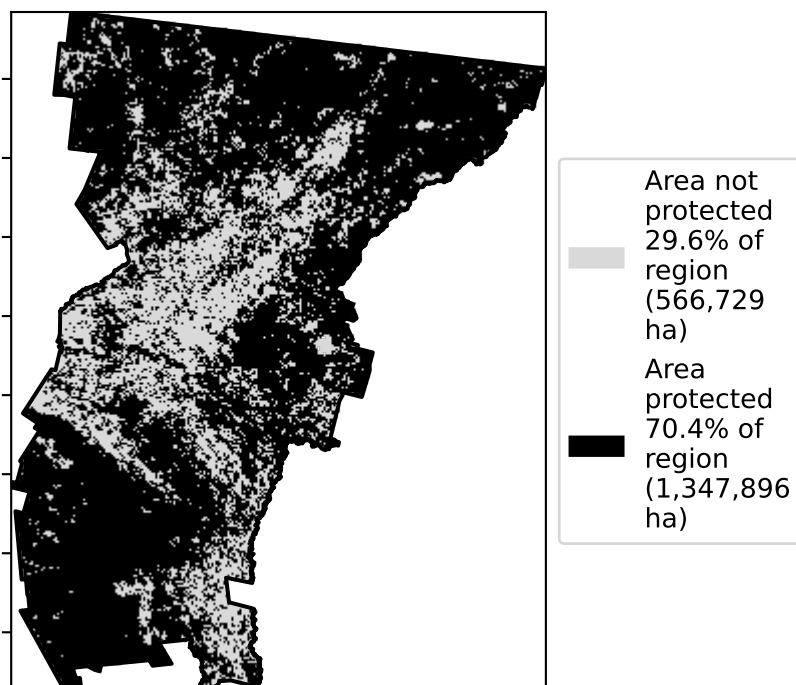 Area not
protected
29.6% of
region
(566,729
ha)
Area
protected
70.4% of
region
(1,347,896
ha)